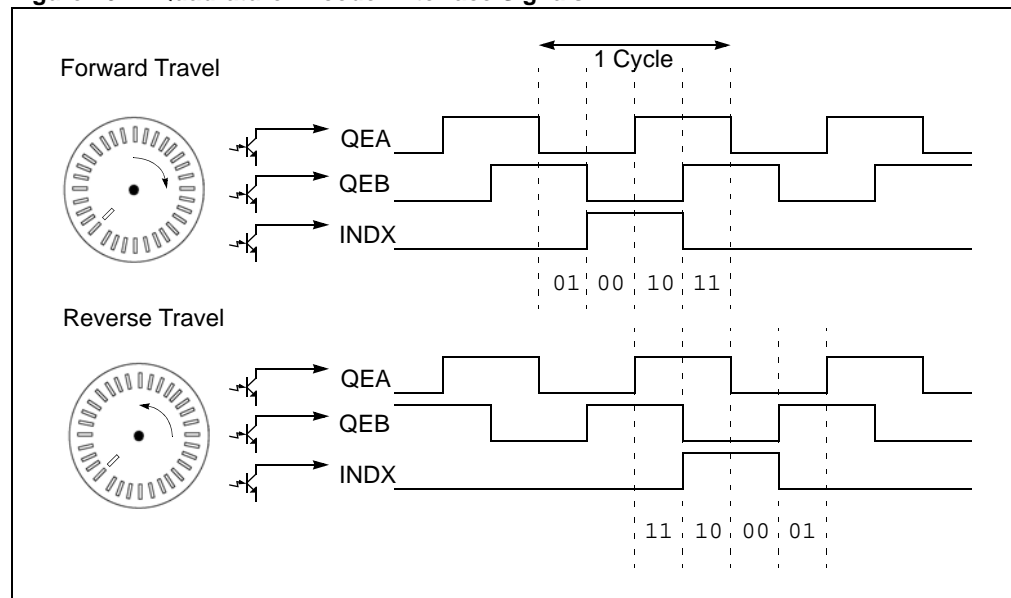 1 Cycle
Forward Travel
QEA
QEB
INDX
01 00 10 11
Reverse Travel
QEA
QEB
INDX
11 10 00 01